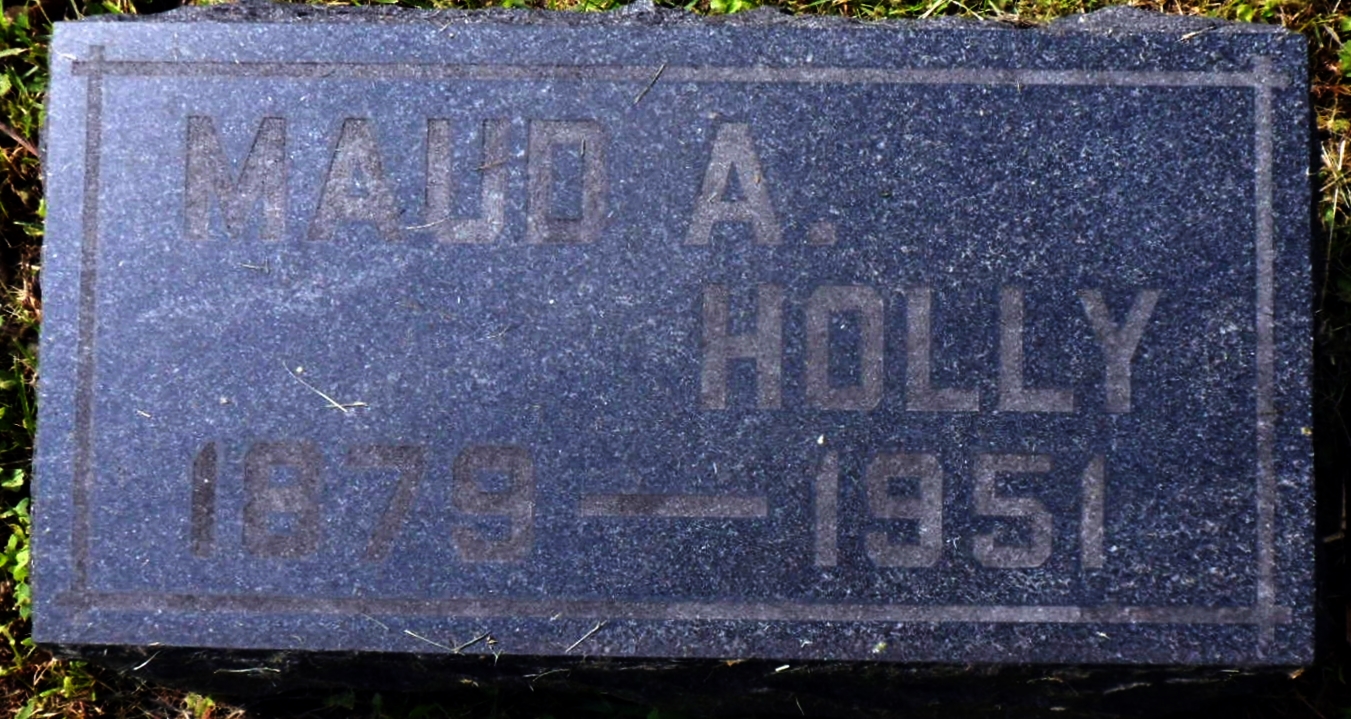 MAUD A.
HOLLY
1879 — 1951